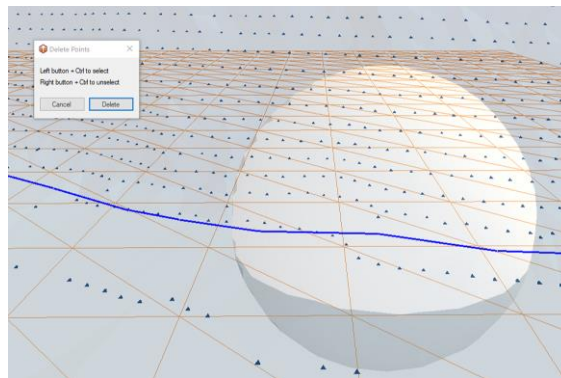 Delete Points
Left button + Ctrl to select
Right button + Ctrl to unselect
Cancel
Delete